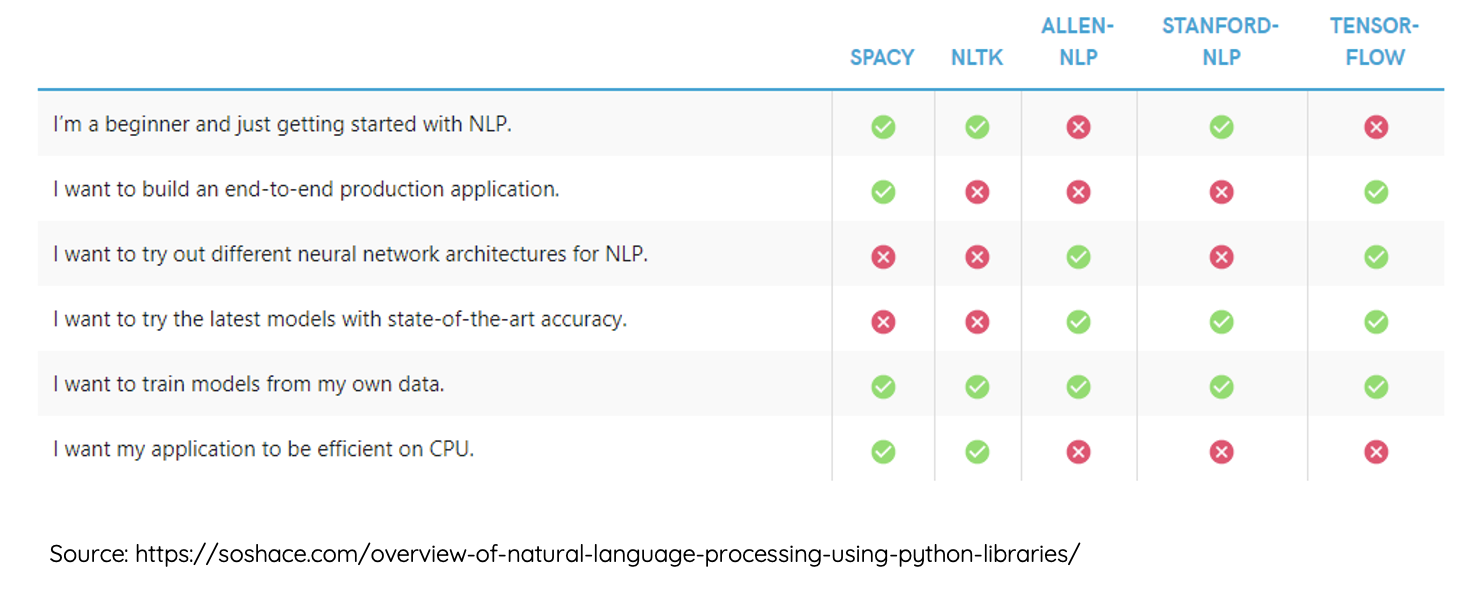 ALLEN- STANFORD- TENSOR-
SPACY NLTK NLP NLP FLOW
I’m a beginner and just getting started with NLP.
I want to build an end-to-end production application.
I want to try out different neural network architectures for NLP.
I want to try the latest models with state-of-the-art accuracy.
I want to train models from my own data.
I want my application to be efficient on CPU.
Source: https://soshace.com/overview-of-natural-language-processing-using-python-libraries/